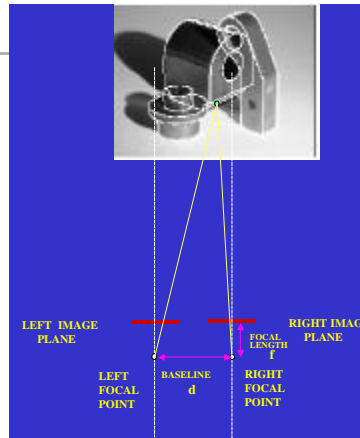 LEFT IMAGE
PLANE
FOCAL
LENGTH
f
RIGHT IMAG
PLANE
LEFT
FOCAL
POINT
BASELINE
d
RIGHT
FOCAL
POINT